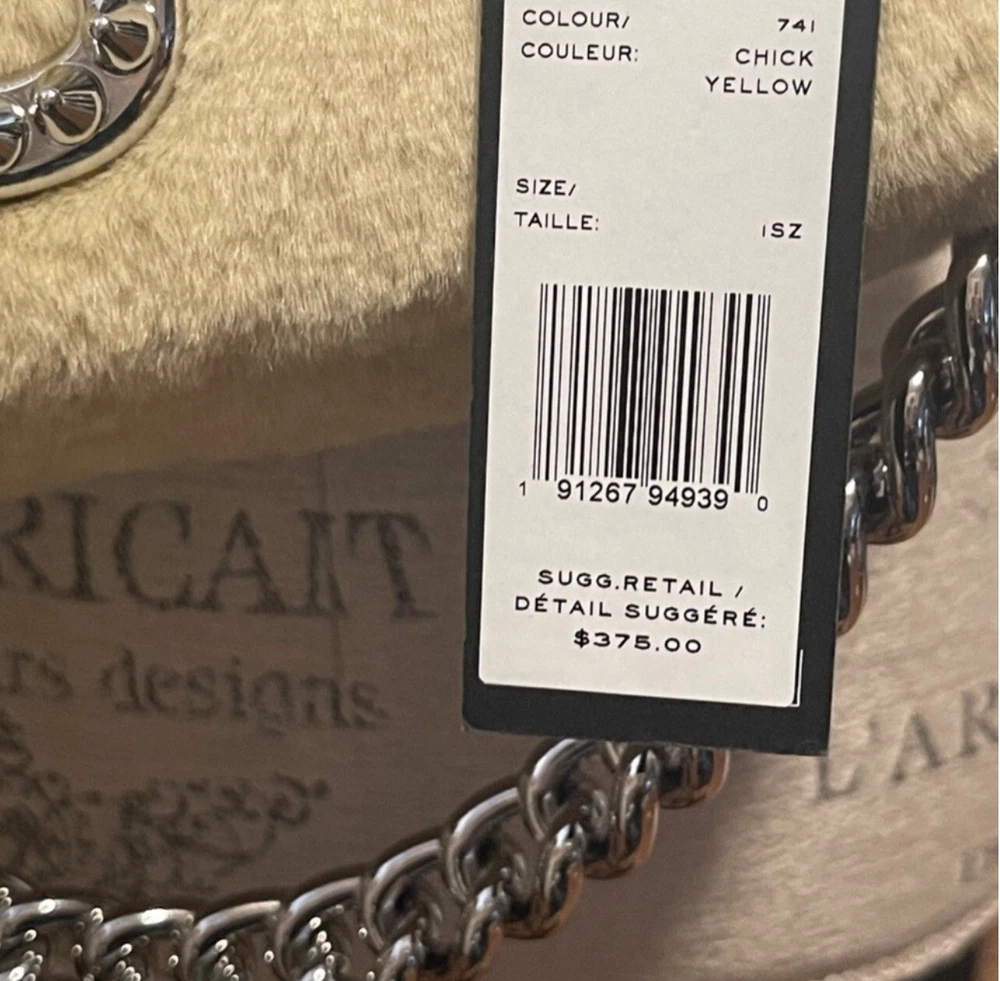 COLOUR/ 741
COULEUR: CHICK
YELLOW
SIZE/
TAILLE: 1SZ
1 91267 94939 0
SUGG.RETAIL /
DÉTAIL SUGGÉRÉ:
$375.00
RICAIT
rs designs
L'AR